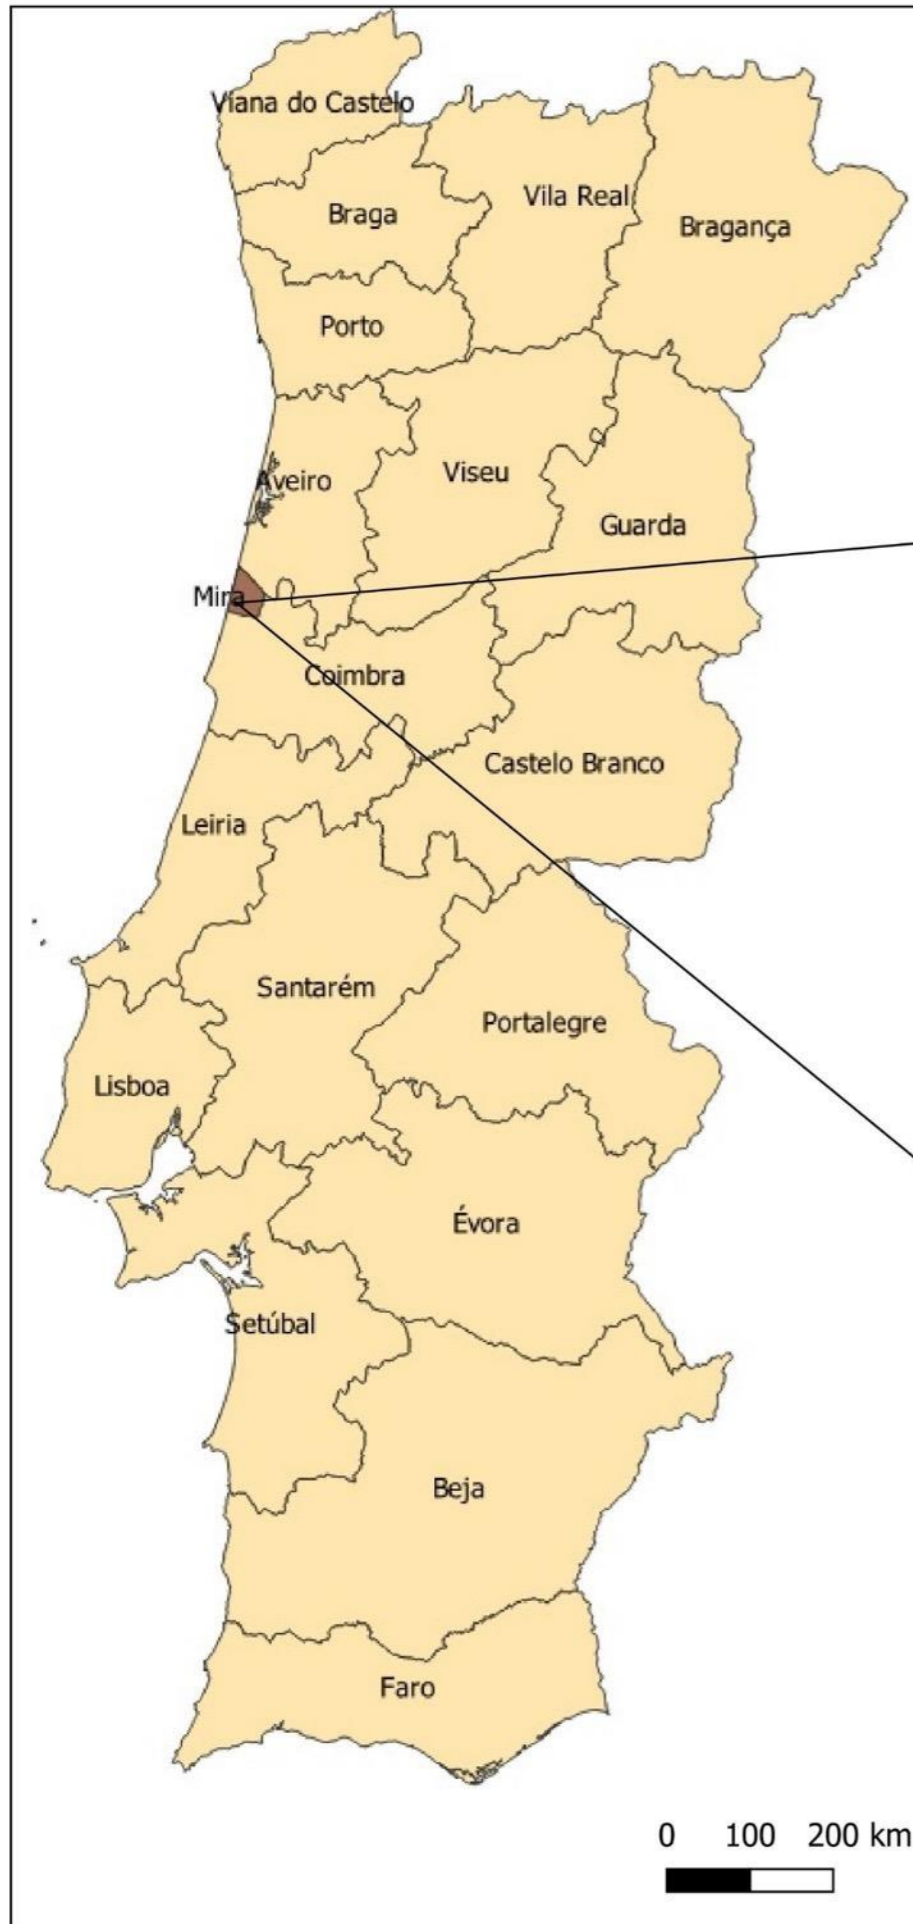 Viana do Castelo
Vila Real
Braga
Bragança
Porto
Viseu
Aveiro
Guarda
Mira
Coimbra
Castelo Branco
Leiria
Santarém
Portalegre
Lisboa
Évora
Setúbal
Beja
Faro
0 100 200 km